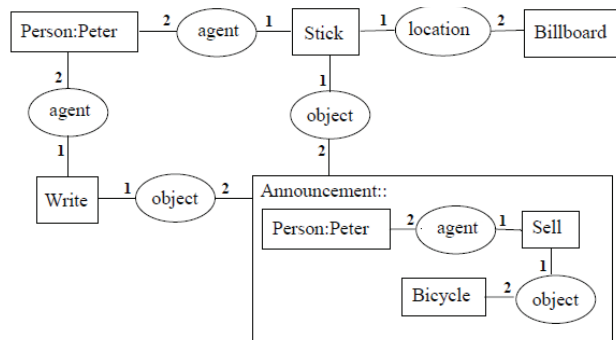 Person:Peter 2 agent 1 Stick 1 location 2 Billboard
2 1
agent object
1 2
Write 1 object 2 Announcement::
Person:Peter 2 agent 1 Sell
1
Bicycle 2 object